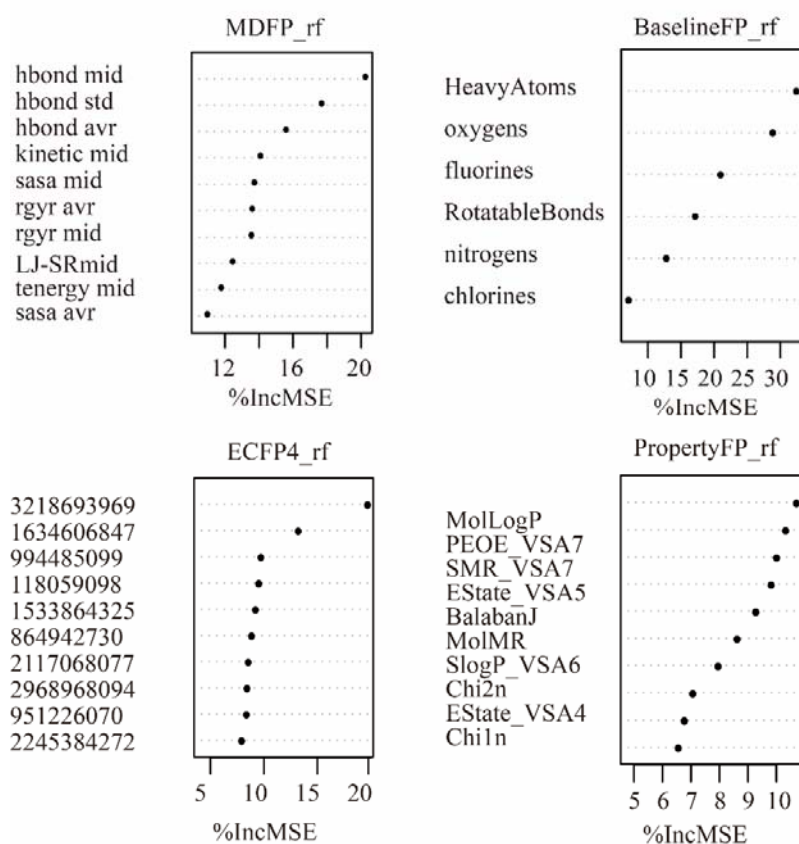 MDFP_rf
hbond mid
hbond std
hbond avr
kinetic mid
sasa mid
rgyr avr
rgyr mid
LJ-SRmid
tenergy mid
sasa avr
12 16 20
%IncMSE
BaselineFP_rf
HeavyAtoms
oxygens
fluorines
RotatableBonds
nitrogens
chlorines
10 15 20 25 30
%IncMSE
ECFP4_rf
3218693969
1634606847
994485099
118059098
1533864325
864942730
2117068077
2968968094
951226070
2245384272
5 10 15 20
%IncMSE
PropertyFP_rf
MolLogP
PEOE_VSA7
SMR_VSA7
EState_VSA5
BalabanJ
MolMR
SlogP_VSA6
Chi2n
EState_VSA4
Chi1n
5 6 7 8 9 10
%IncMSE